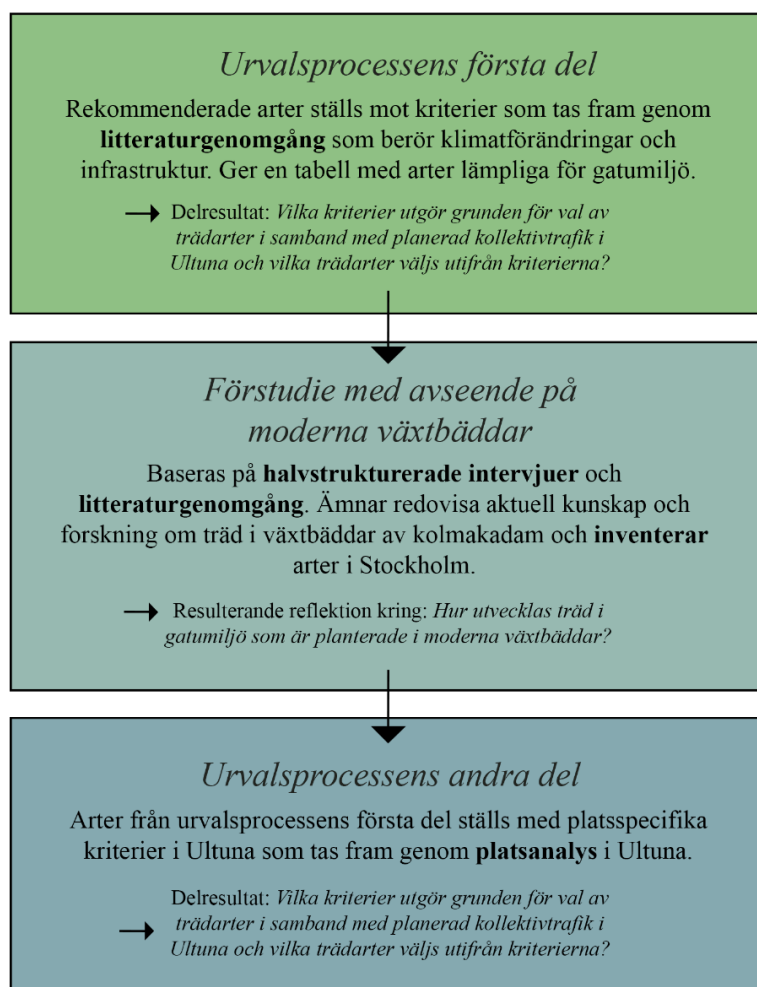 Urvalsprocessens första del
Rekommenderade arter ställs mot kriterier som tas fram genom
litteraturgenomgång som berör klimatförändringar och
infrastruktur. Ger en tabell med arter lämpliga för gatumiljö.
Delresultat: Vilka kriterier utgör grunden för val av
trädarter i samband med planerad kollektivtrafik i
Ultuna och vilka trädarter väljs utifrån kriterierna?
Förstudie med avseende på
moderna växtbäddar
Baseras på halvstrukturerade intervjuer och
litteraturgenomgång. Ämnar redovisa aktuell kunskap och
forskning om träd i växtbäddar av kolmakadam och inventerar
arter i Stockholm.
Resulterande reflektion kring: Hur utvecklas träd i
gatumiljö som är planterade i moderna växtbäddar?
Urvalsprocessens andra del
Arter från urvalsprocessens första del ställs med platsspecifika
kriterier i Ultuna som tas fram genom platsanalys i Ultuna.
Delresultat: Vilka kriterier utgör grunden för val av
trädarter i samband med planerad kollektivtrafik i
Ultuna och vilka trädarter väljs utifrån kriterierna?